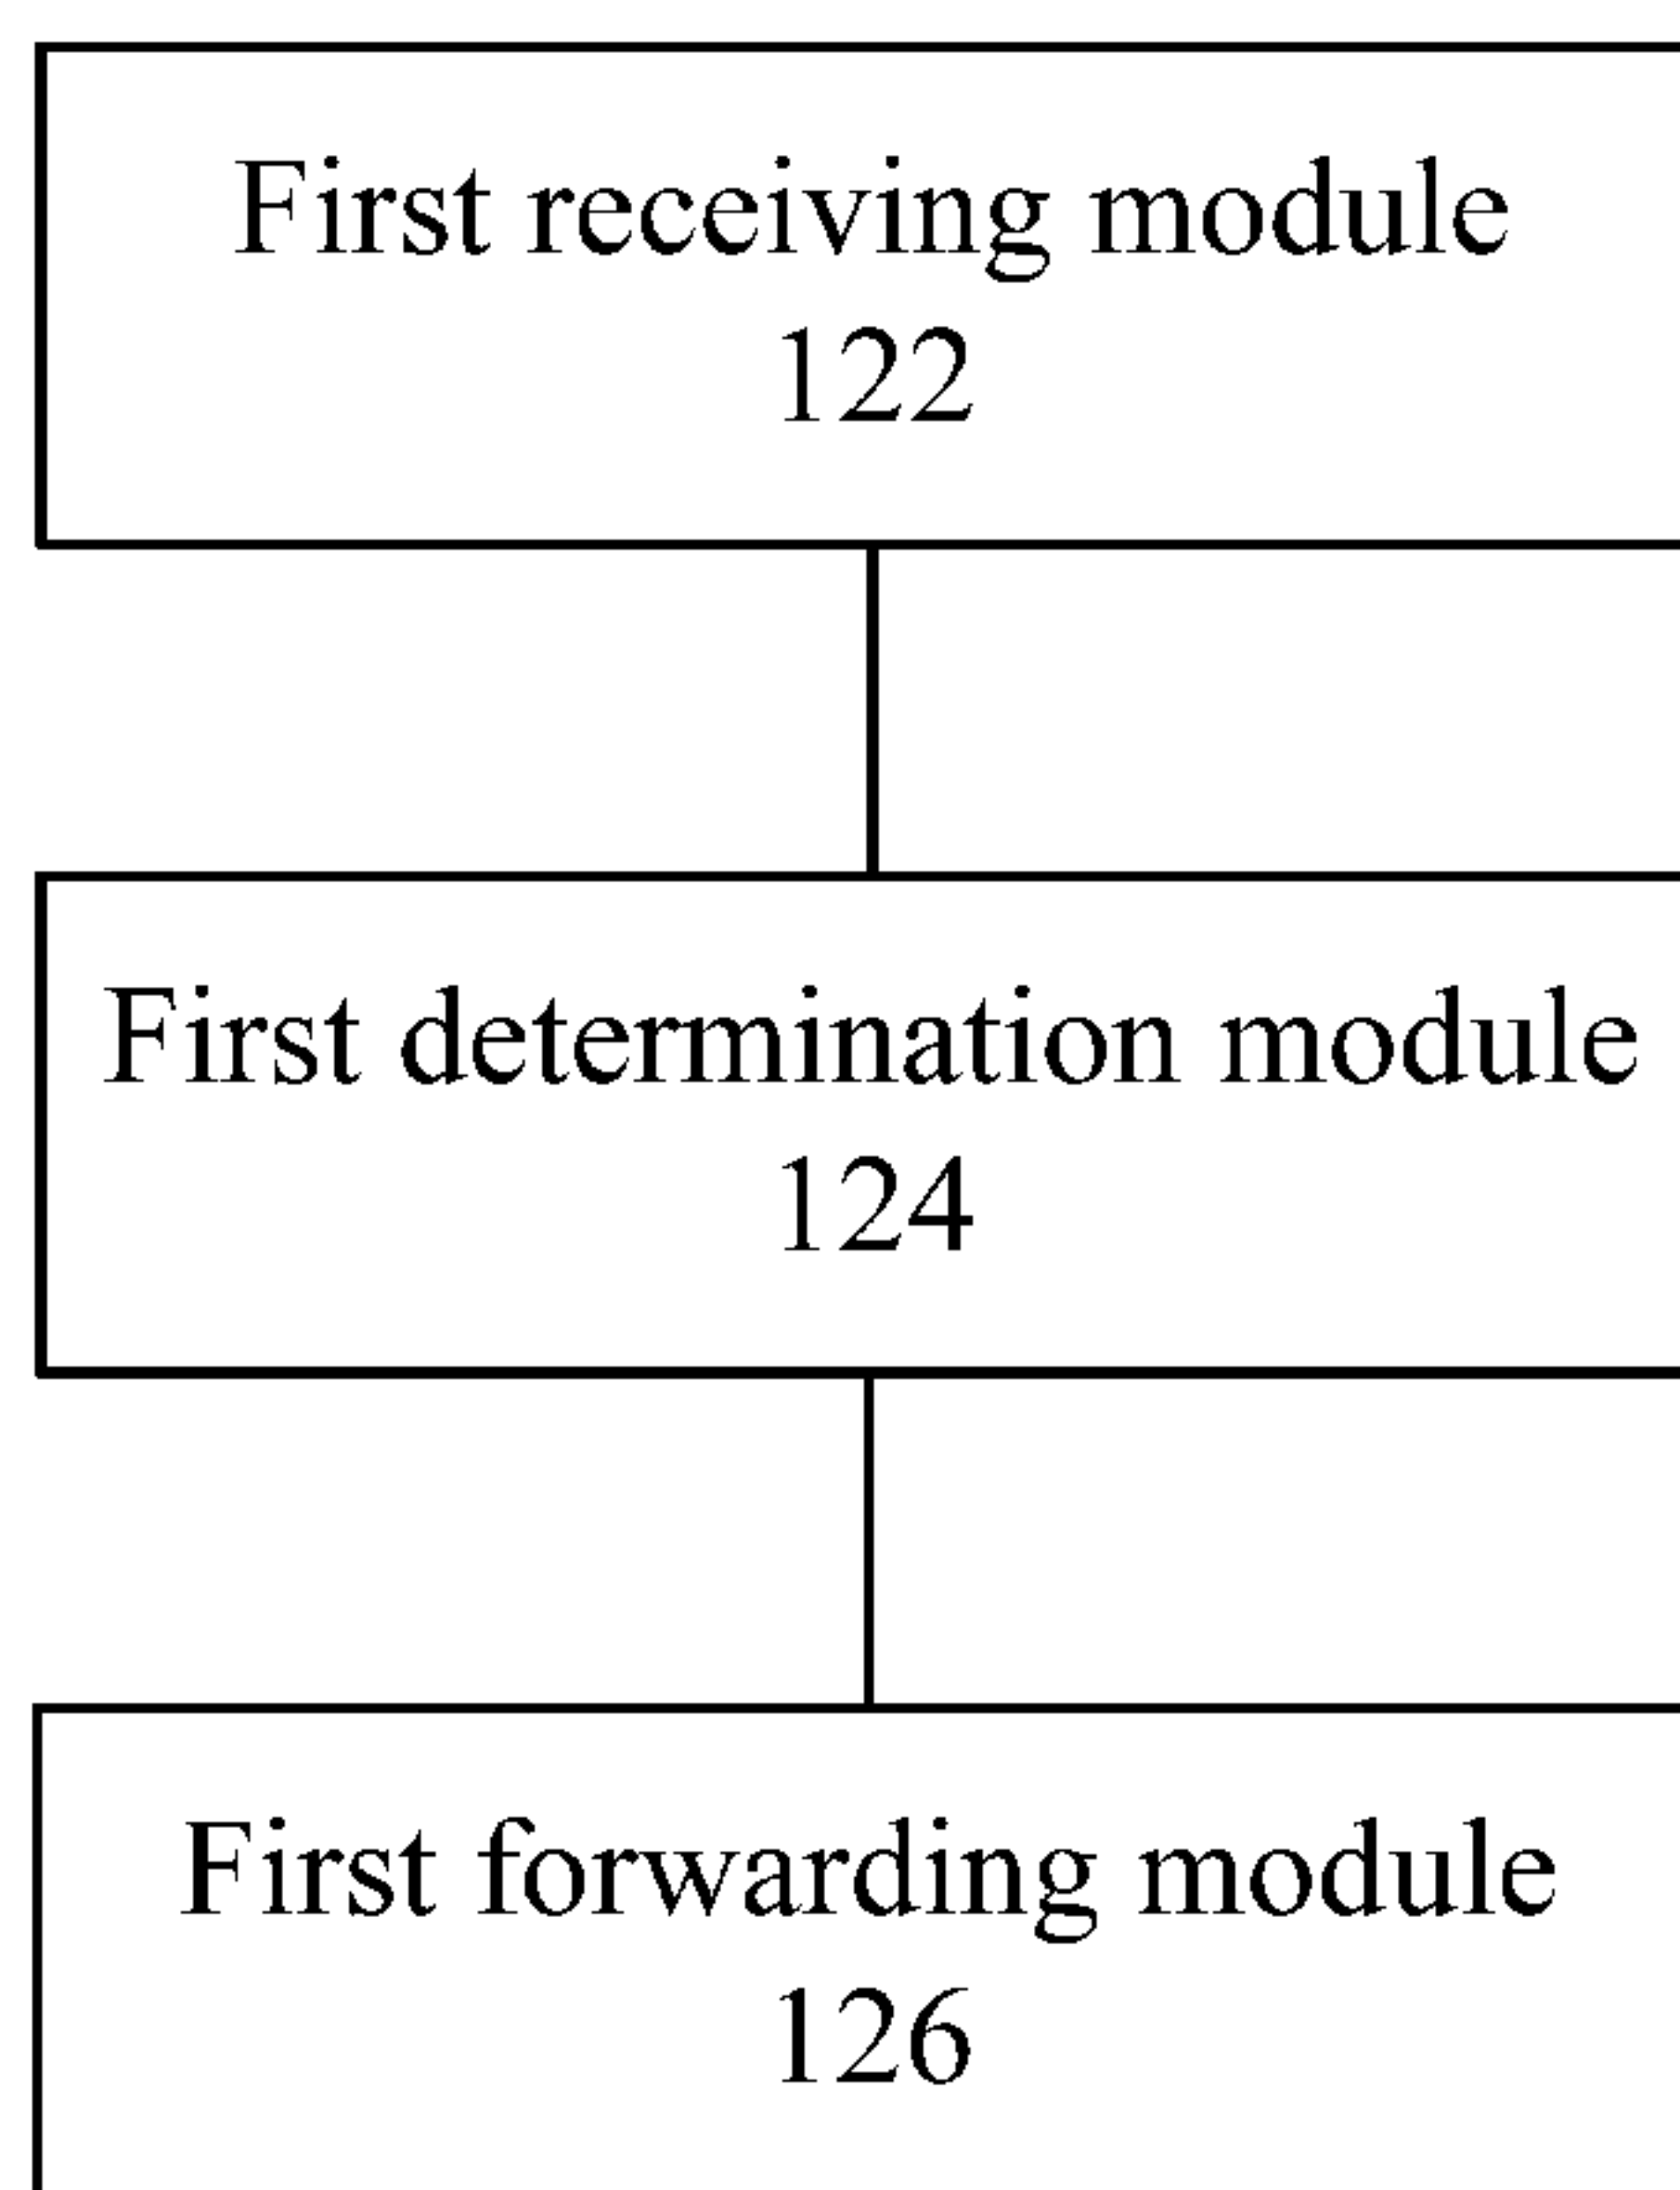 First receiving module
122
First determination module
124
First forwarding module
126